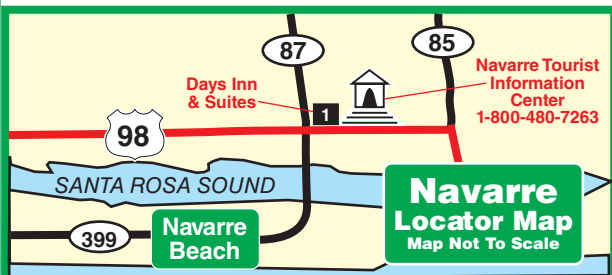 87
85
Days Inn
& Suites
1
Navarre Tourist
Information
Center
1-800-480-7263
98
SANTA ROSA SOUND
399
Navarre
Beach
Navarre
Locator Map
Map Not To Scale